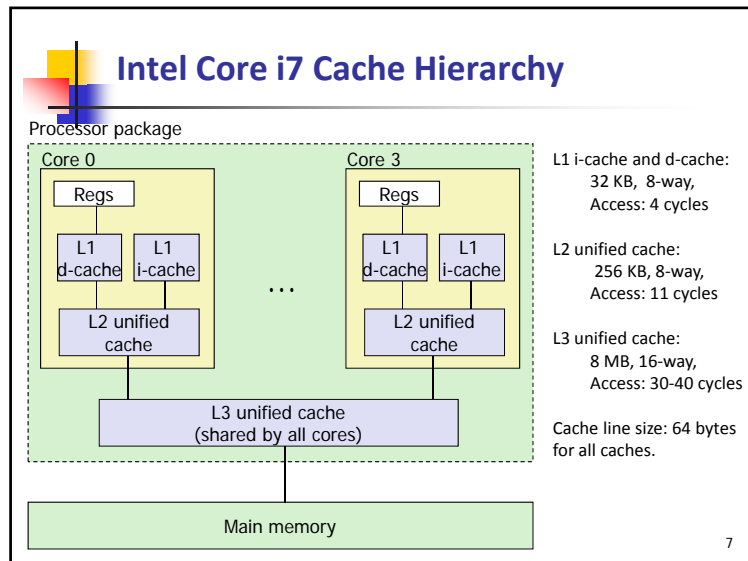 Intel Core i7 Cache Hierarchy
Processor package
Core 0
Regs
L1
d-cache
L1
i-cache
L2 unified
cache
...
Core 3
Regs
L1
d-cache
L1
i-cache
L2 unified
cache
L3 unified cache
(shared by all cores)
Main memory
L1 i-cache and d-cache:
32 KB, 8-way,
Access: 4 cycles
L2 unified cache:
256 KB, 8-way,
Access: 11 cycles
L3 unified cache:
8 MB, 16-way,
Access: 30-40 cycles
Cache line size: 64 bytes
for all caches.
7